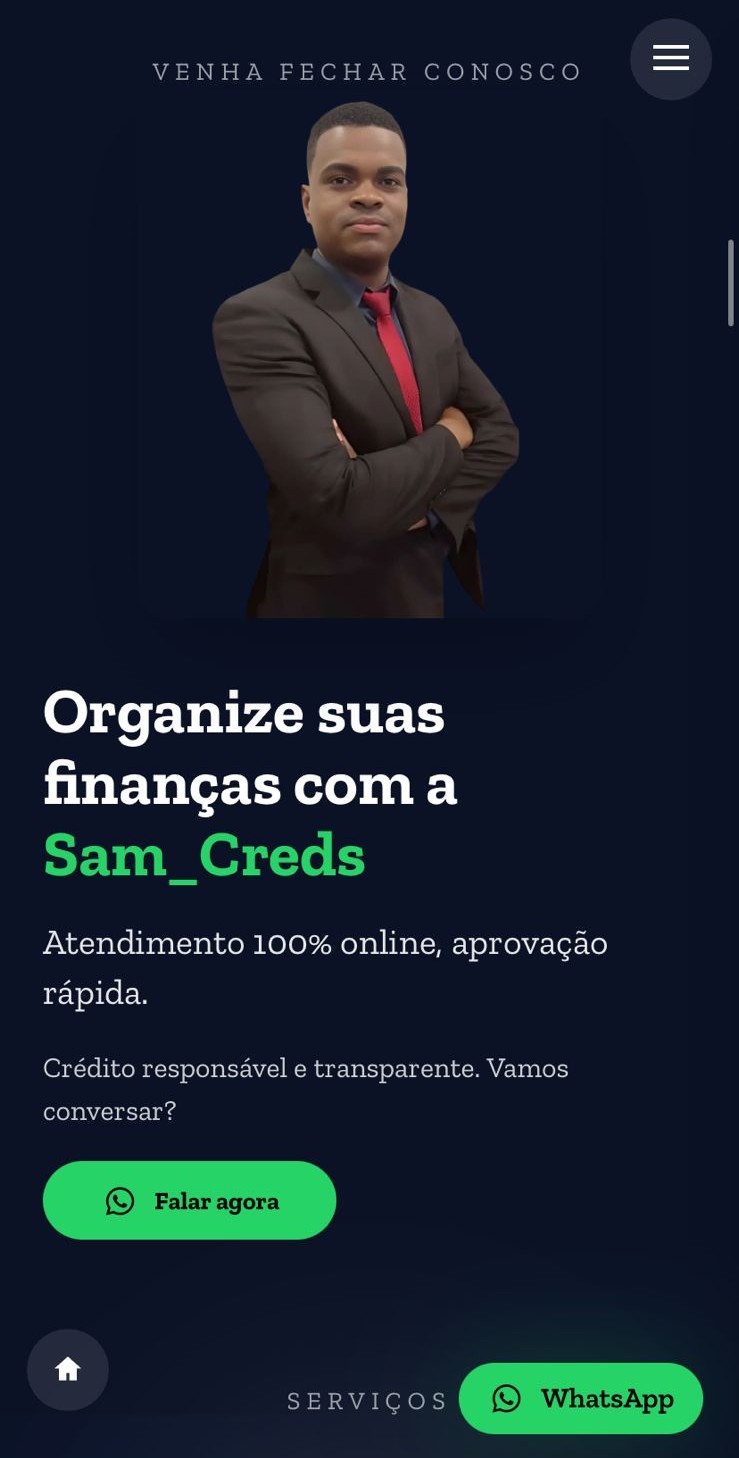 VENHA FECHAR CONOSCO
Organize suas
finanças com a
Sam_Creds
Atendimento 100% online, aprovação
rápida.
Crédito responsável e transparente. Vamos
conversar?
Falar agora
SERVIÇOS
WhatsApp